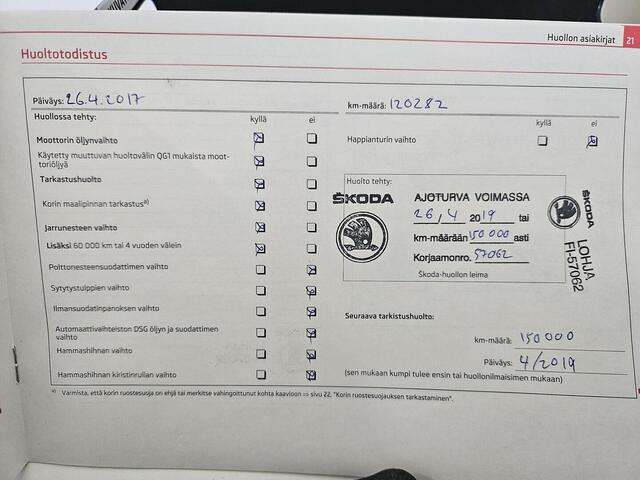 Huollon asiakirjat 21
Huoltotodistus
Päiväys: 26.4.2017
km-määrä: 120282
Huollossa tehty: kyllä ei
kyllä ei
Moottorin öljynvaihto
Happianturin vaihto
Käytetty muuttuvan huoltovälin QG1 mukaista moot-
toriöljyä
Tarkastushuolto
Korin maalipinnan tarkastusa)
Jarrunesteen vaihto
Lisäksi 60 000 km tai 4 vuoden välein
Polttonesteensuodattimen vaihto
Sytytystulppien vaihto
Ilmansuodatinpanoksen vaihto
Automaattivaihteiston DSG öljyn ja suodattimen
vaihto
Hammashihnan vaihto
Hammashihnan kiristinrullan vaihto
Huolto tehty:
ŠKODA
AJOTURVA VOIMASSA
26/4 2019 tai
km-määrään 150 000 asti
Korjaamonro. 57062
Škoda-huollon leima
ŠKODA
LOHJA
FI-57062
Seuraava tarkistushuolto:
km-määrä: 150000
Päiväys: 4/2019
(sen mukaan kumpi tulee ensin tai huollonilmaisimen mukaan)
a) Varmista, että korin ruostesuoja on ehjä tai merkitse vahingoittunut kohta kaavioon ⇒ sivu 22, "Korin ruostesuojauksen tarkastaminen".